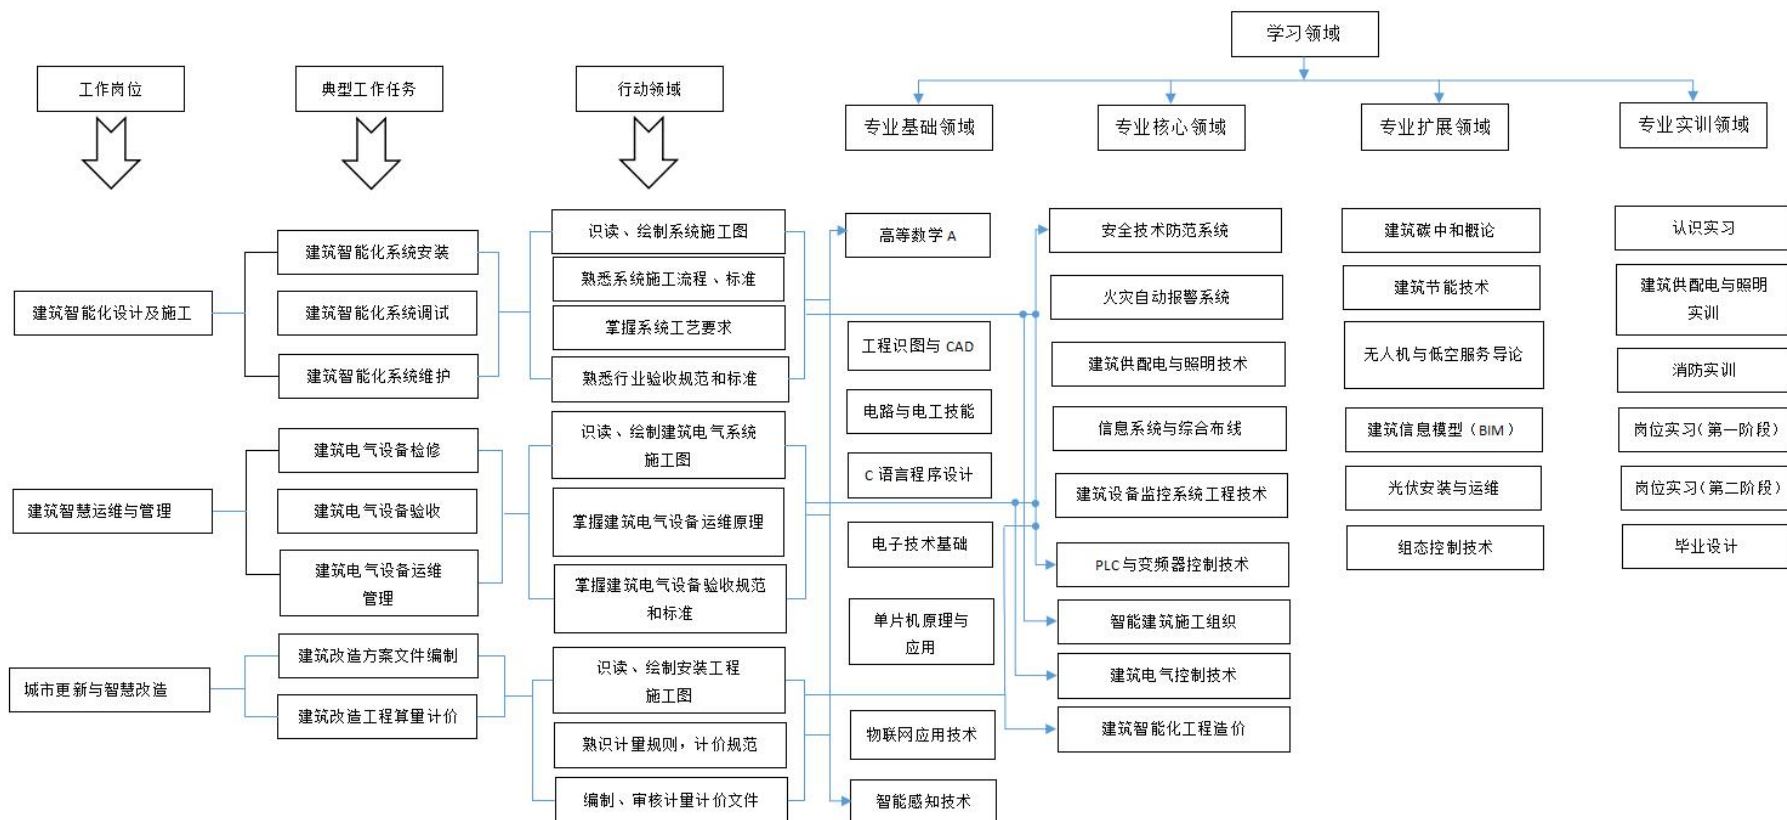 学习领域
工作岗位
典型工作任务
行动领域
专业基础领域
专业核心领域
专业扩展领域
专业实训领域
建筑智能化设计及施工
建筑智慧运维与管理
城市更新与智慧改造
建筑智能化系统安装
建筑智能化系统调试
建筑智能化系统维护
建筑电气设备检修
建筑电气设备验收
建筑电气设备运维
管理
建筑改造方案文件编制
建筑改造工程算量计价
识读、绘制系统施工图
熟悉系统施工流程、标准
掌握系统工艺要求
熟悉行业验收规范和标准
识读、绘制建筑电气系统
施工图
掌握建筑电气设备运维原理
掌握建筑电气设备验收规范
和标准
识读、绘制安装工程
施工图
熟识计量规则，计价规范
编制、审核计量计价文件
高等数学 A
工程识图与 CAD
电路与电工技能
C 语言程序设计
电子技术基础
单片机原理与
应用
物联网应用技术
智能感知技术
安全技术防范系统
火灾自动报警系统
建筑供配电与照明技术
信息系统与综合布线
建筑设备监控系统工程技术
PLC 与变频器控制技术
智能建筑施工组织
建筑电气控制技术
建筑智能化工程造价
建筑碳中和概论
建筑节能技术
无人机与低空服务导论
建筑信息模型（BIM）
光伏安装与运维
组态控制技术
认识实习
建筑供配电与照明
实训
消防实训
岗位实习（第一阶段）
岗位实习（第二阶段）
毕业设计